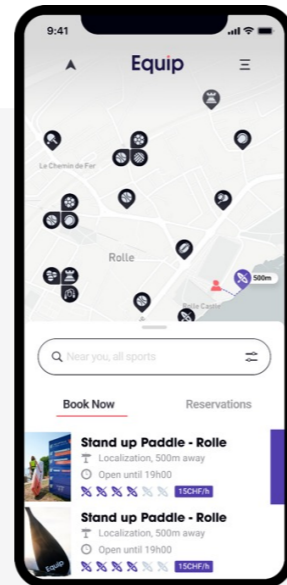 9:41
Equip
Le Chemin de Fer
Rolle
500m
Rolle Castle
Near you, all sports
Book Now
Reservations
Stand up Paddle - Rolle
Localization, 500m away
Open until 19h00
15CHF/h
Stand up Paddle - Rolle
Localization, 500m away
Open until 19h00
15CHF/h
Equip